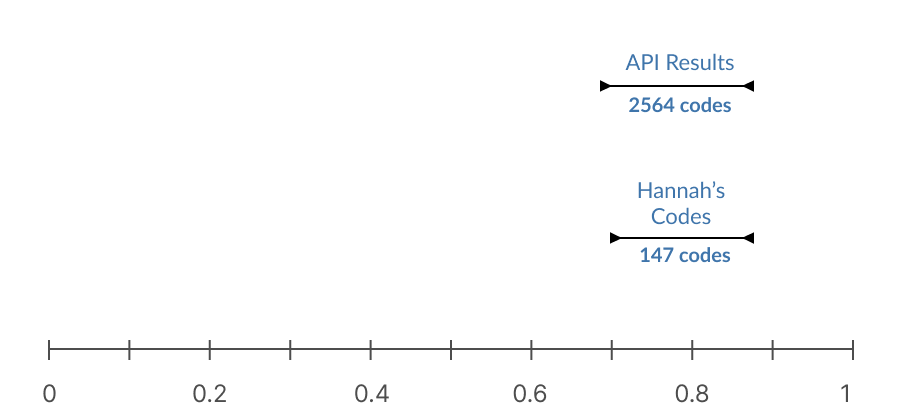 API Results
2564 codes
Hannah’s
Codes
147 codes
0 0.2 0.4 0.6 0.8 1